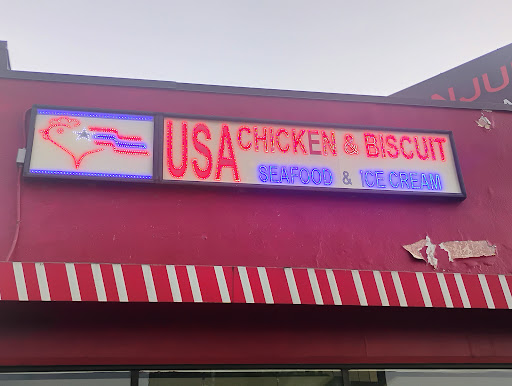 USA CHICKEN & BISCUIT
SEAFOOD & ICE CREAM